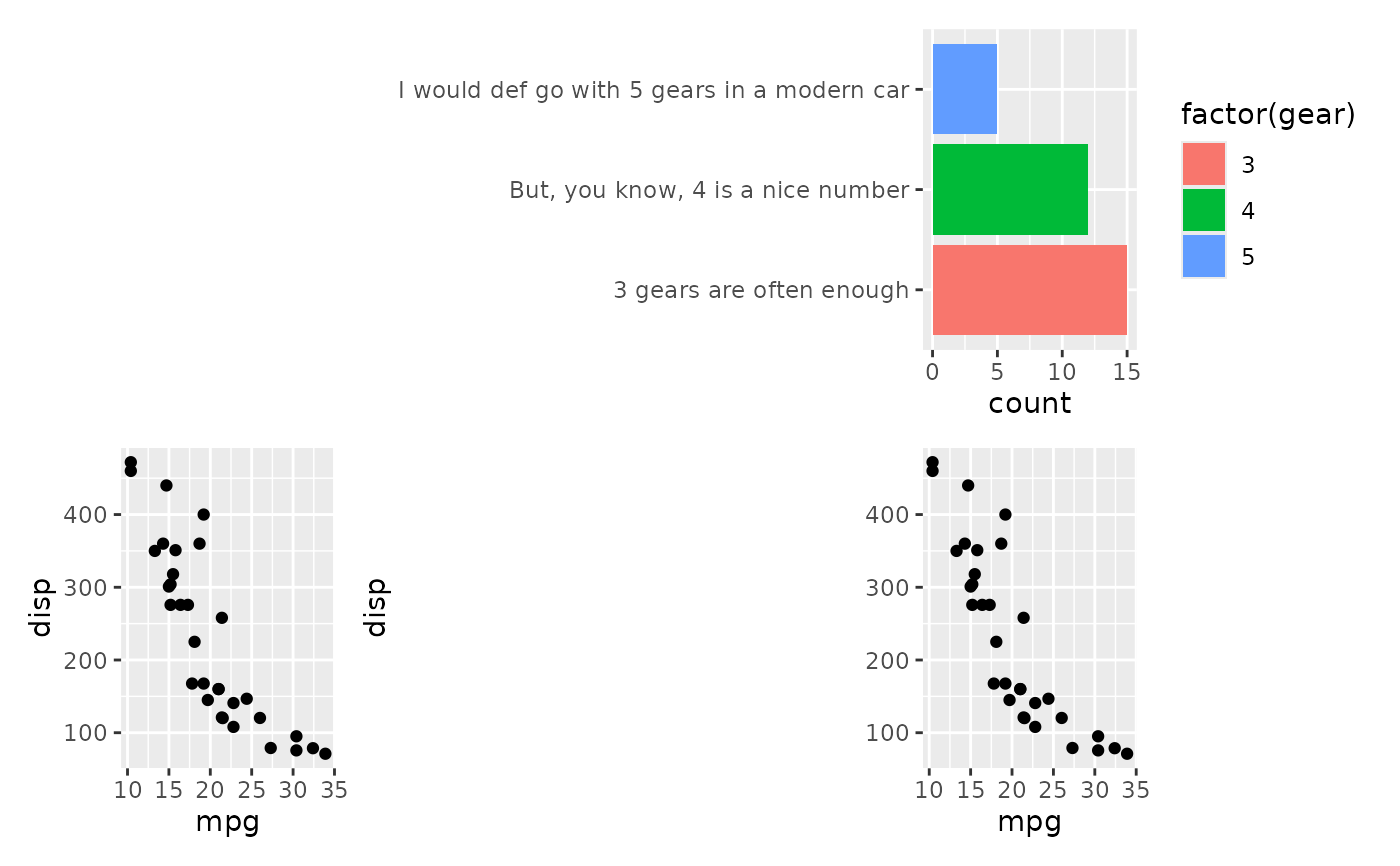 I would def go with 5 gears in a modern car
But, you know, 4 is a nice number
3 gears are often enough
0 5 10 15
count
factor(gear)
3
4
5
disp
400
300
200
100
10 15 20 25 30 35
mpg
disp
400
300
200
100
10 15 20 25 30 35
mpg